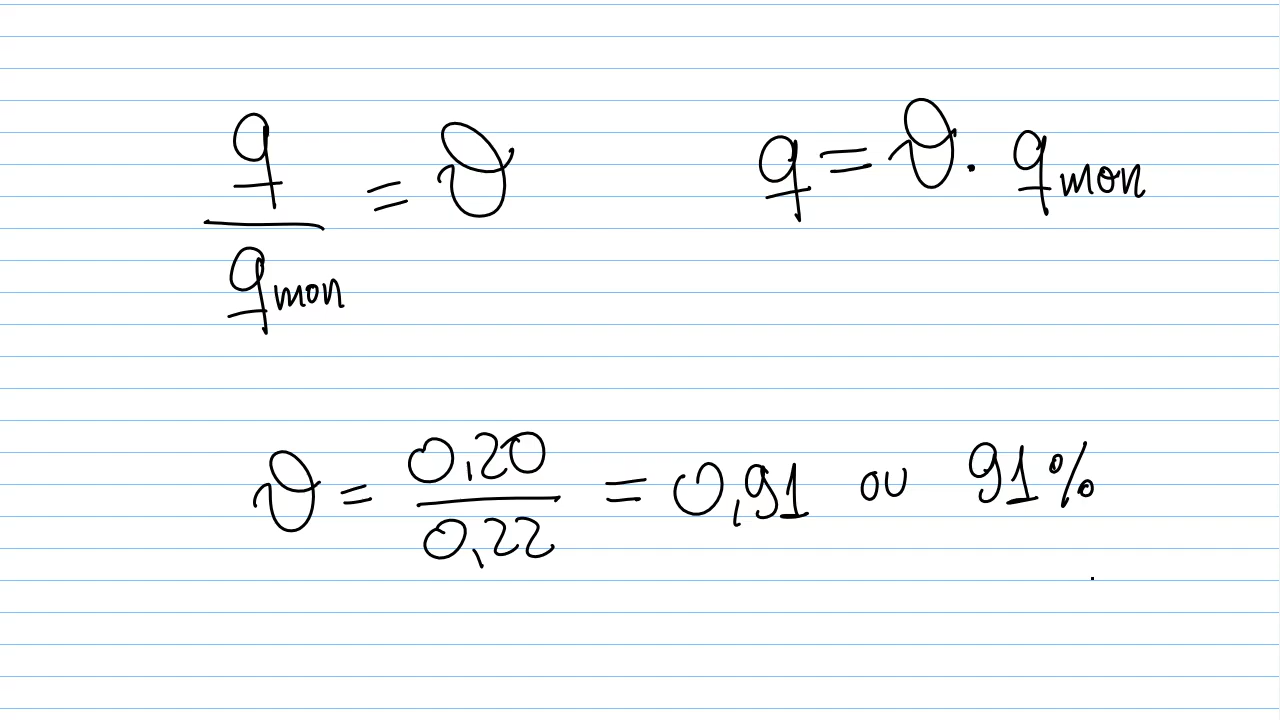 q/qmon = ϑ
q = ϑ · qmon
ϑ = 0,20/0,22 = 0,91 ou 91%